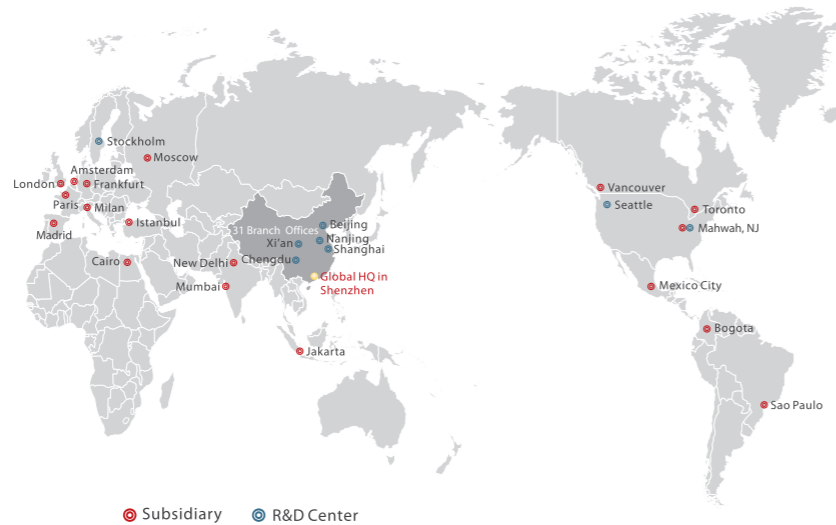 Stockholm
Moscow
Amsterdam
London
Frankfurt
Paris
Milan
Madrid
Istanbul
Cairo
New Delhi
Mumbai
31 Branch Offices
Beijing
Xi'an
Nanjing
Shanghai
Chengdu
Global HQ in
Shenzhen
Jakarta
Vancouver
Seattle
Toronto
Mahwah, NJ
Mexico City
Bogota
Sao Paulo
Subsidiary
R&D Center